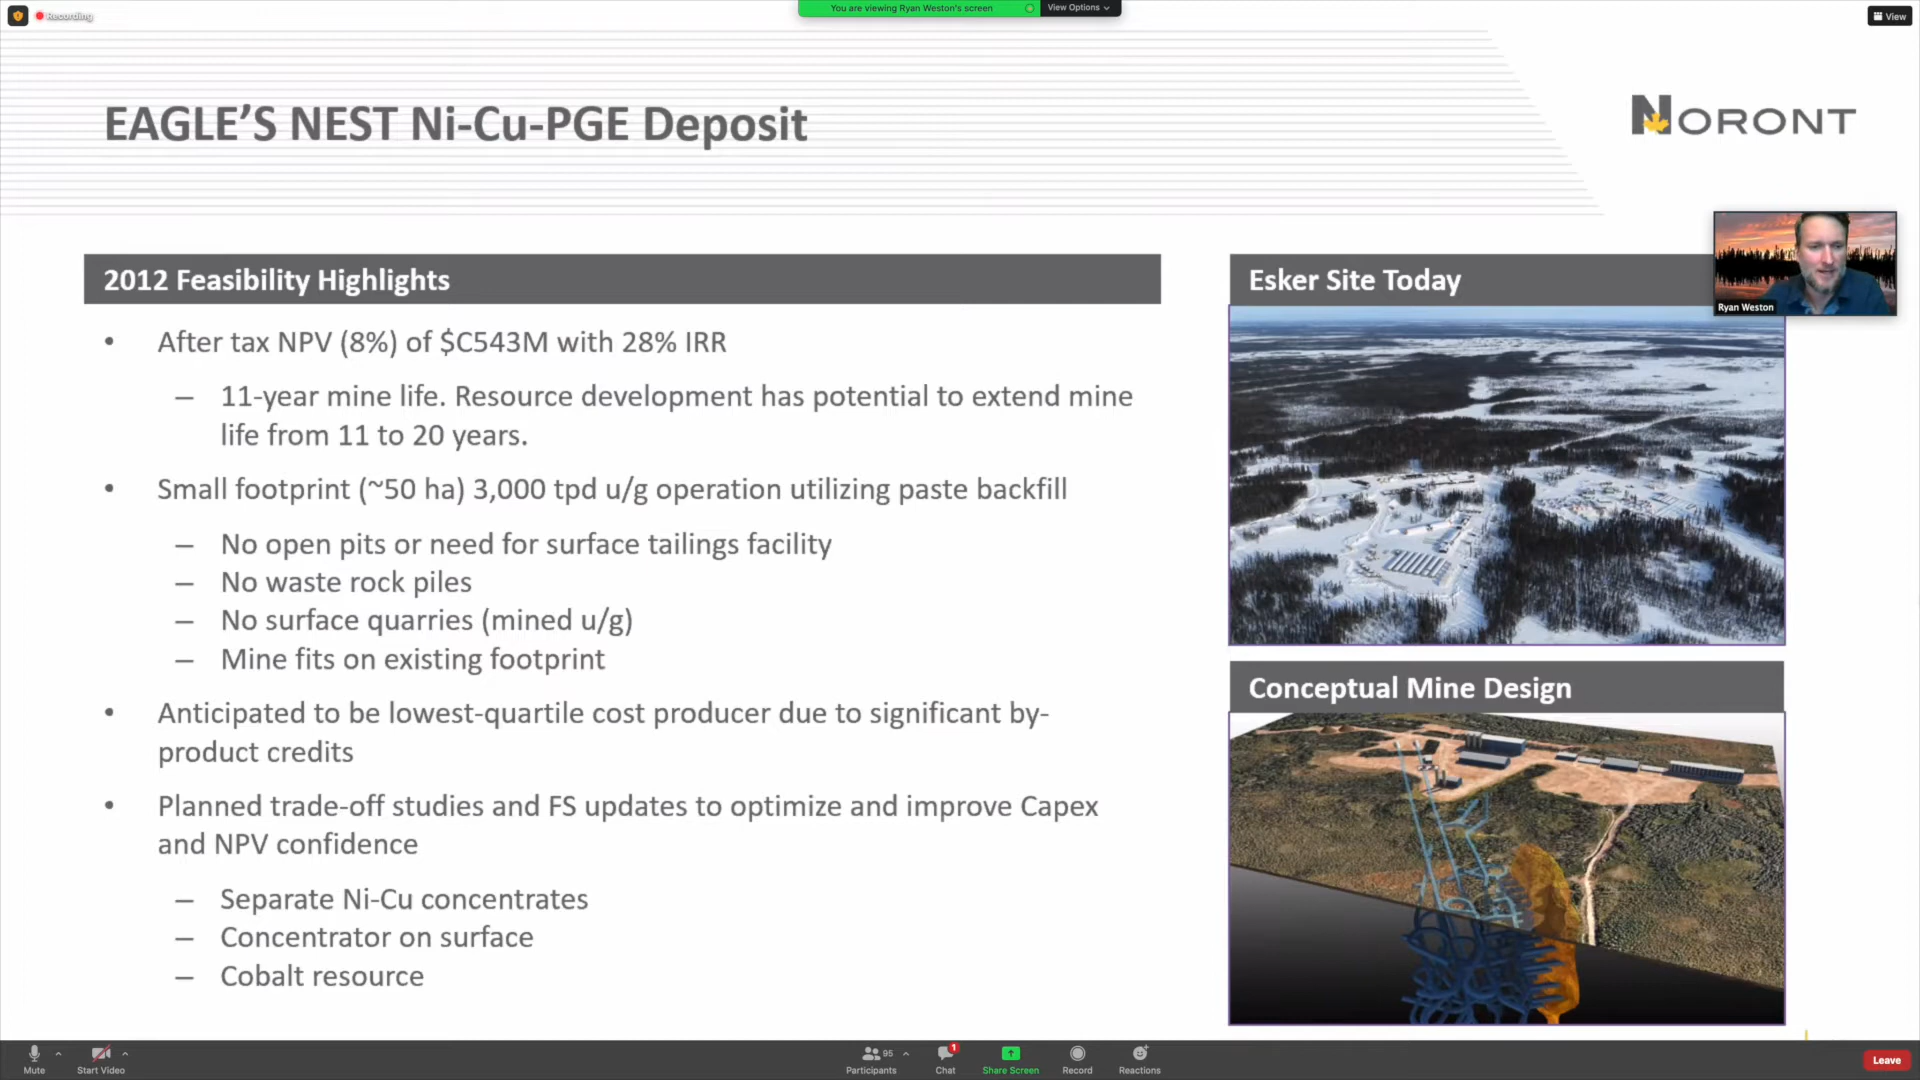 Recording
You are viewing Ryan Weston's screen
View Options
View
EAGLE'S NEST Ni-Cu-PGE Deposit
NORONT
2012 Feasibility Highlights
• After tax NPV (8%) of $C543M with 28% IRR
– 11-year mine life. Resource development has potential to extend mine
life from 11 to 20 years.
• Small footprint (~50 ha) 3,000 tpd u/g operation utilizing paste backfill
– No open pits or need for surface tailings facility
– No waste rock piles
– No surface quarries (mined u/g)
– Mine fits on existing footprint
• Anticipated to be lowest-quartile cost producer due to significant by-
product credits
• Planned trade-off studies and FS updates to optimize and improve Capex
and NPV confidence
– Separate Ni-Cu concentrates
– Concentrator on surface
– Cobalt resource
Esker Site Today
Ryan Weston
Conceptual Mine Design
Mute
Start Video
95
Participants
1
Chat
Share Screen
Record
Reactions
Leave